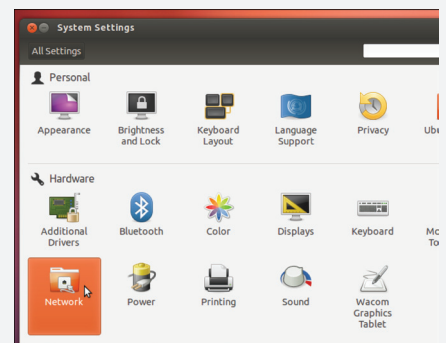 System Settings
All Settings
Personal
Appearance
Brightness and Lock
Keyboard Layout
Language Support
Privacy
Hardware
Additional Drivers
Bluetooth
Color
Displays
Keyboard
Network
Power
Printing
Sound
Wacom Graphics Tablet